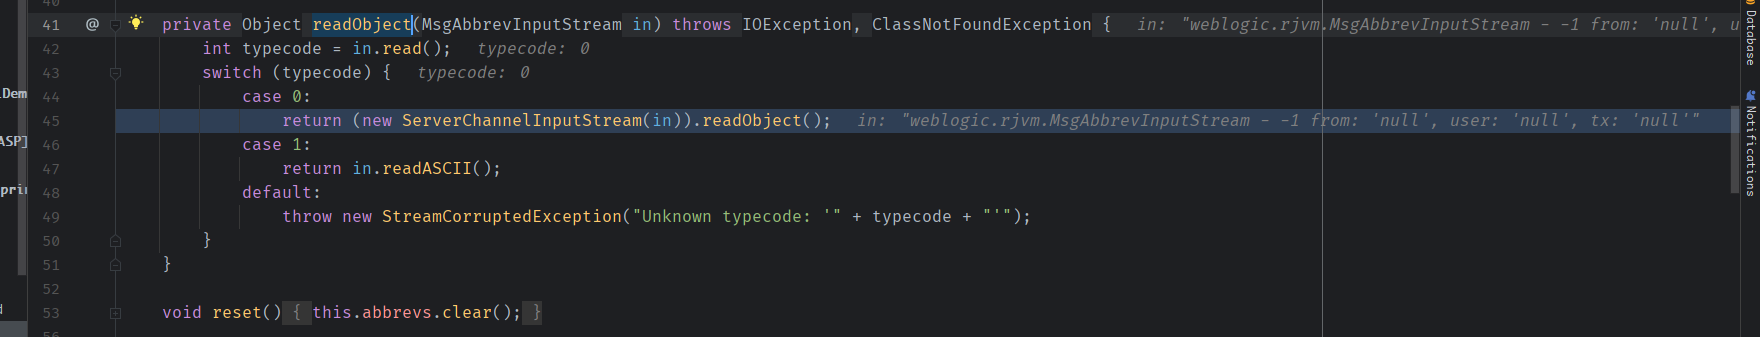 40
41 @ private Object readObject(MsgAbbrevInputStream in) throws IOException, ClassNotFoundException { in: "weblogic.rjvm.MsgAbbrevInputStream - -1 from: 'null', u
42 int typecode = in.read(); typecode: 0
43 switch (typecode) { typecode: 0
44 case 0:
45 return (new ServerChannelInputStream(in)).readObject(); in: "weblogic.rjvm.MsgAbbrevInputStream - -1 from: 'null', user: 'null', tx: 'null'"
46 case 1:
47 return in.readASCII();
48 default:
49 throw new StreamCorruptedException("Unknown typecode: '" + typecode + "'");
50 }
51 }
52
53 void reset() { this.abbrevs.clear(); }
56
Dem
ASP]
prin
d
Database
Notifications